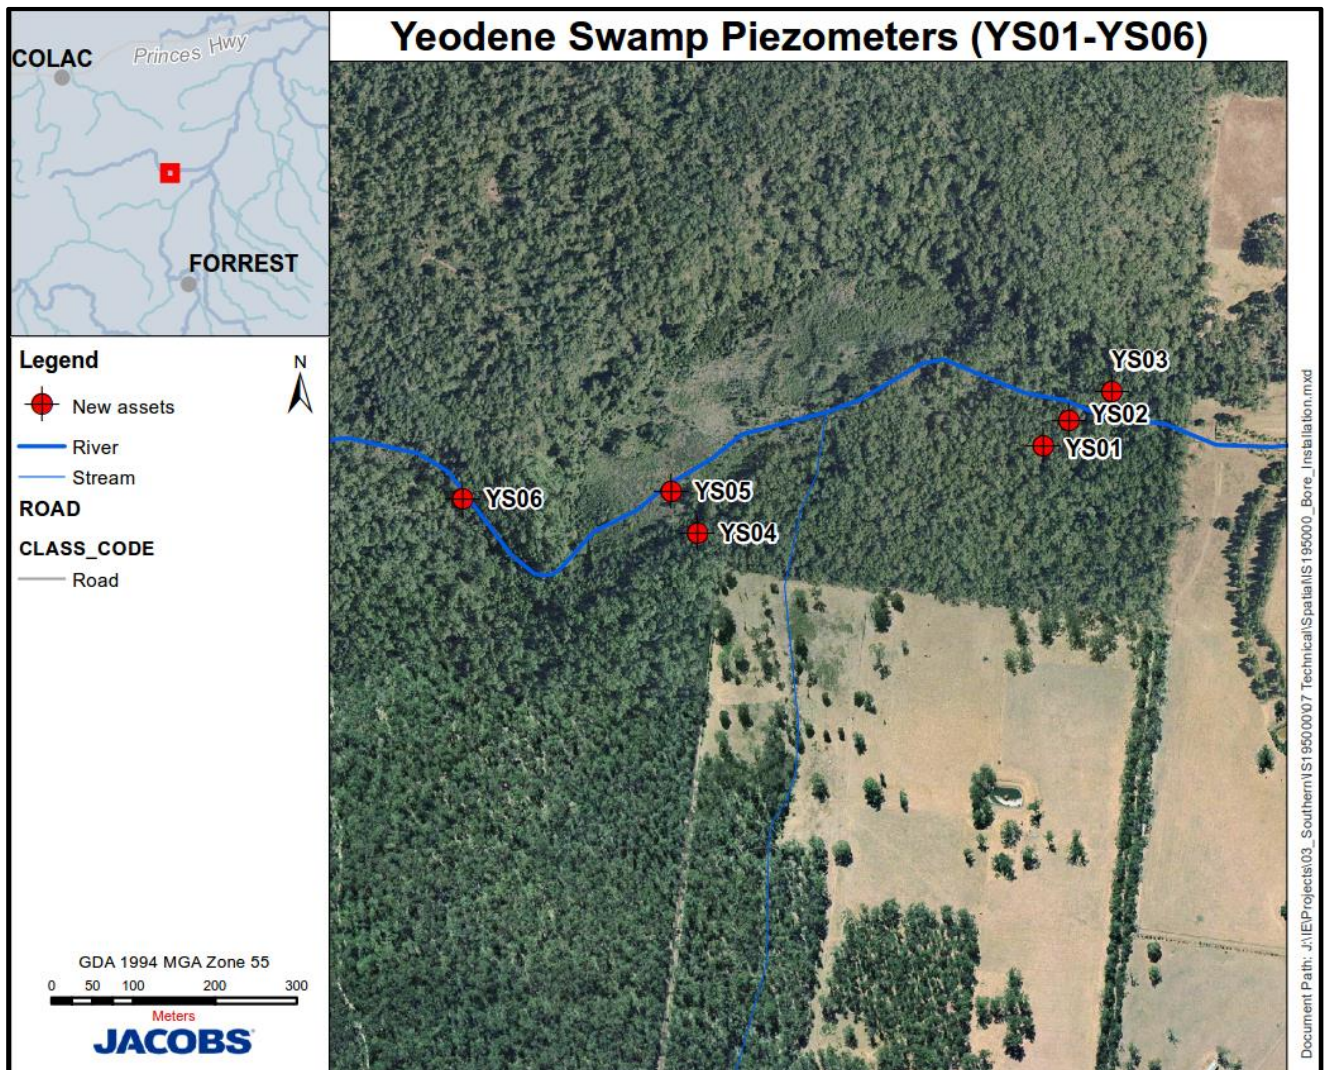 Yeodene Swamp Piezometers (YS01-YS06)
COLAC
Princes Hwy
FORREST
Legend
N
New assets
River
Stream
ROAD
CLASS_CODE
Road
YS03
YS02
YS01
YS05
YS06
YS04
GDA 1994 MGA Zone 55
0 50 100 200 300
Meters
JACOBS
Document Path: J:\IE\Projects\03_Southern\IS195000\07 Technical\Spatial\IS195000_Bore_Installation.mxd